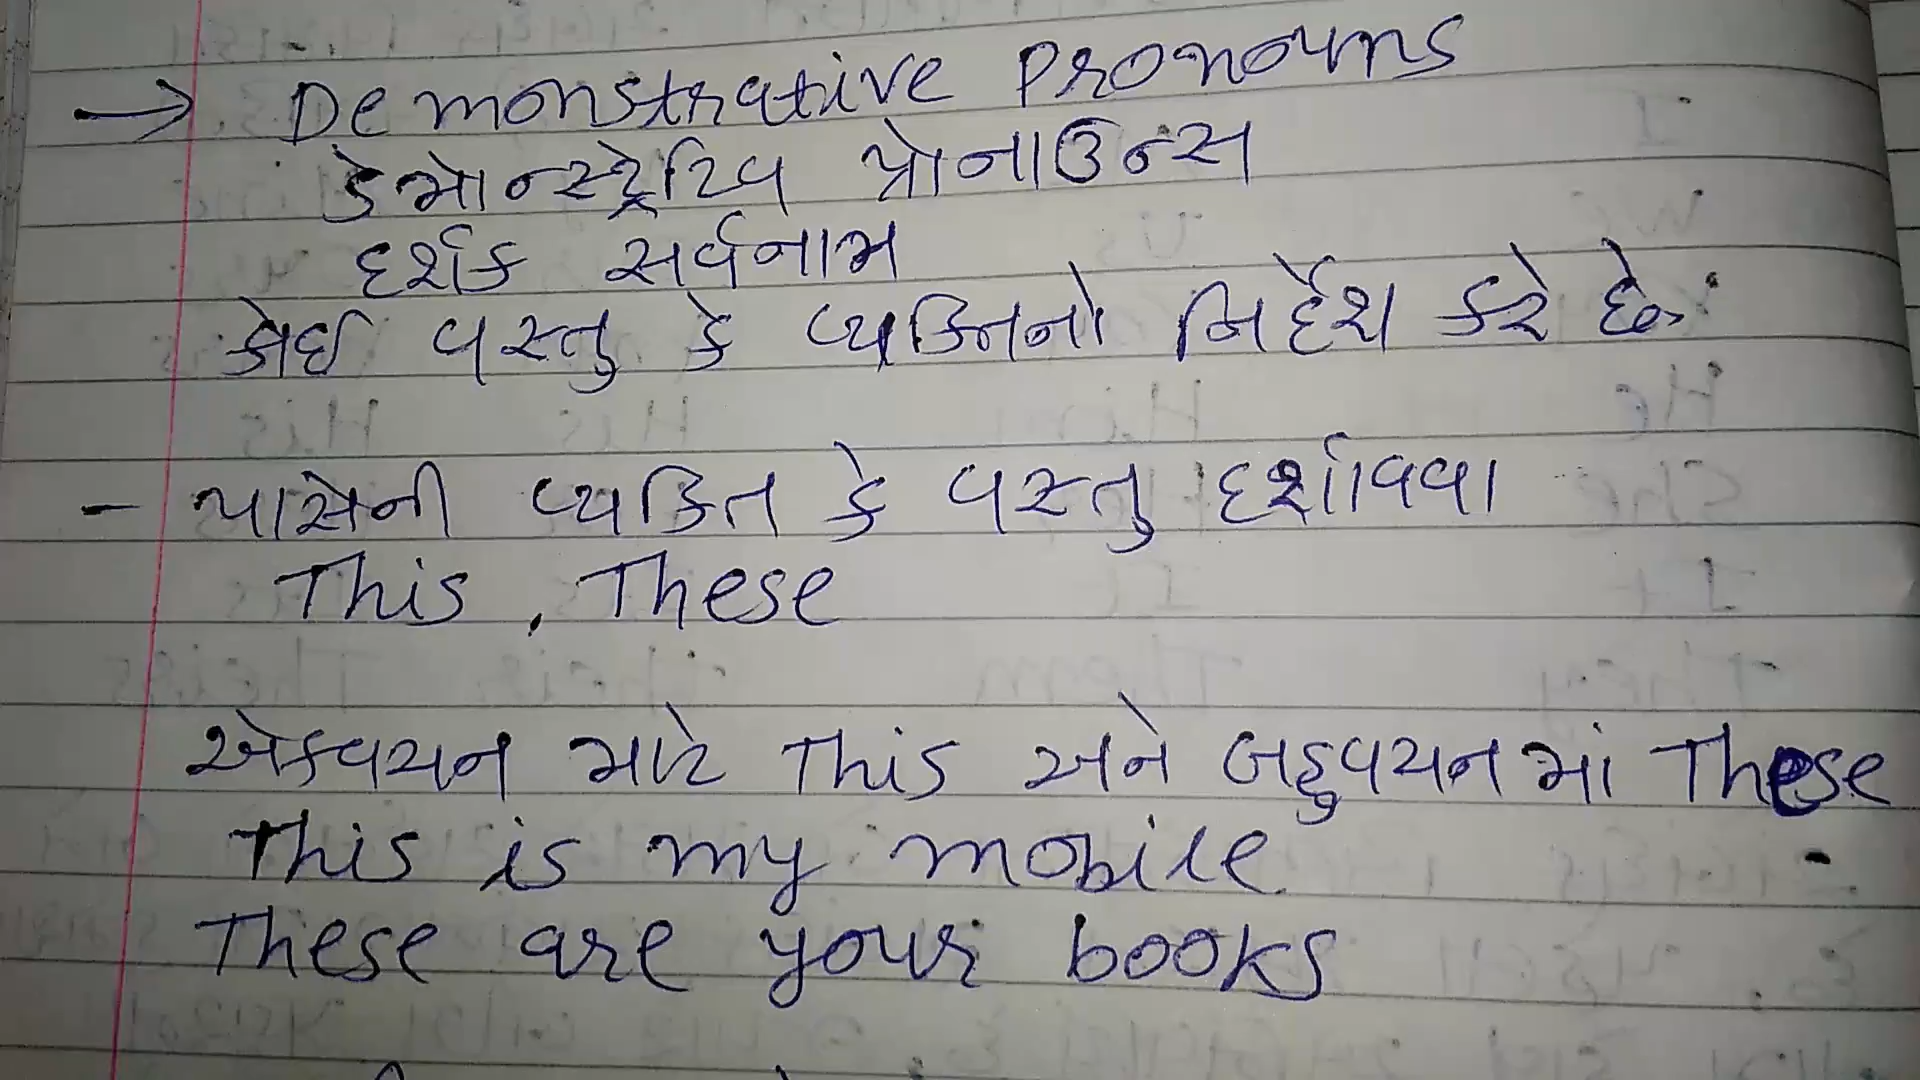 → Demonstrative Pronouns
ડેમોન્સ્ટ્રેટિવ પ્રોનાઉન્સ
દર્શક સર્વનામ
કોઈ વસ્તુ કે વ્યક્તિનો નિર્દેશ કરે છે.
- પાસેની વ્યક્તિ કે વસ્તુ દર્શાવવા
This , These
એકવચન માટે This અને બહુવચન માં These
This is my mobile.
These are your books